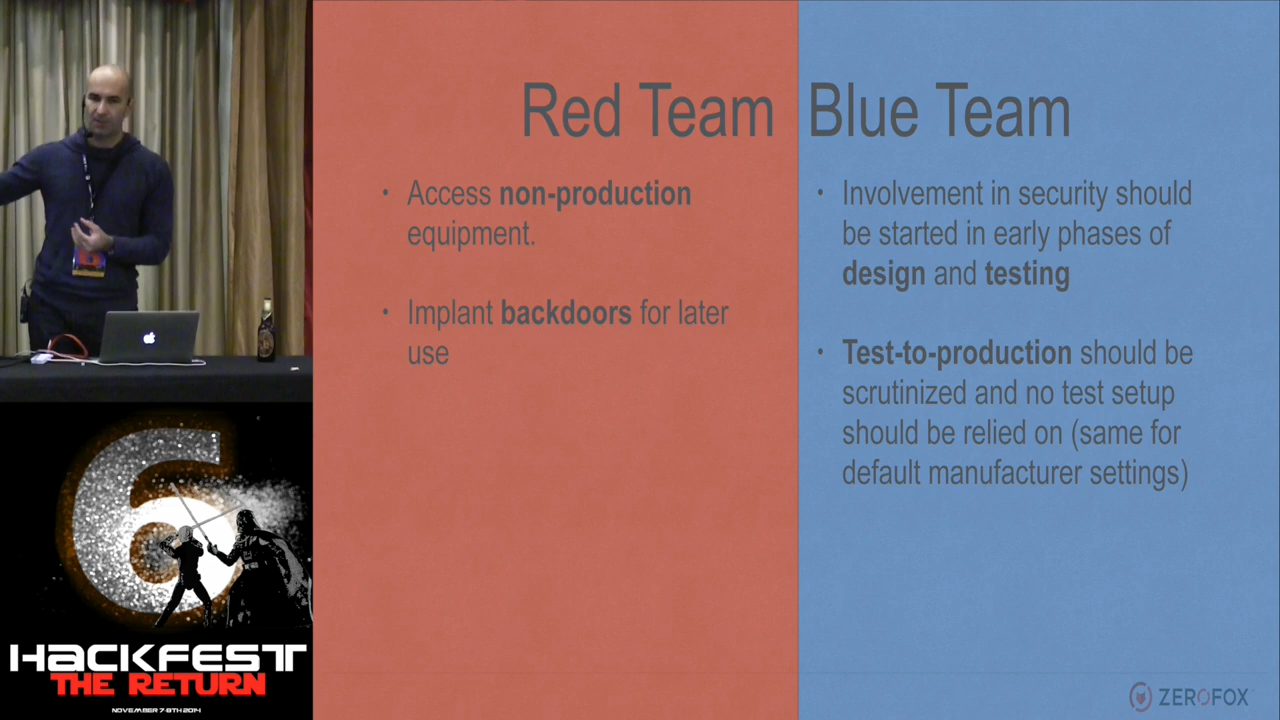 Red Team
Blue Team
• Access non-production
equipment.
• Implant backdoors for later
use
• Involvement in security should
be started in early phases of
design and testing
• Test-to-production should be
scrutinized and no test setup
should be relied on (same for
default manufacturer settings)
6
HACKFEST
THE RETURN
NOVEMBER 7-8TH 2014
ZEROFOX